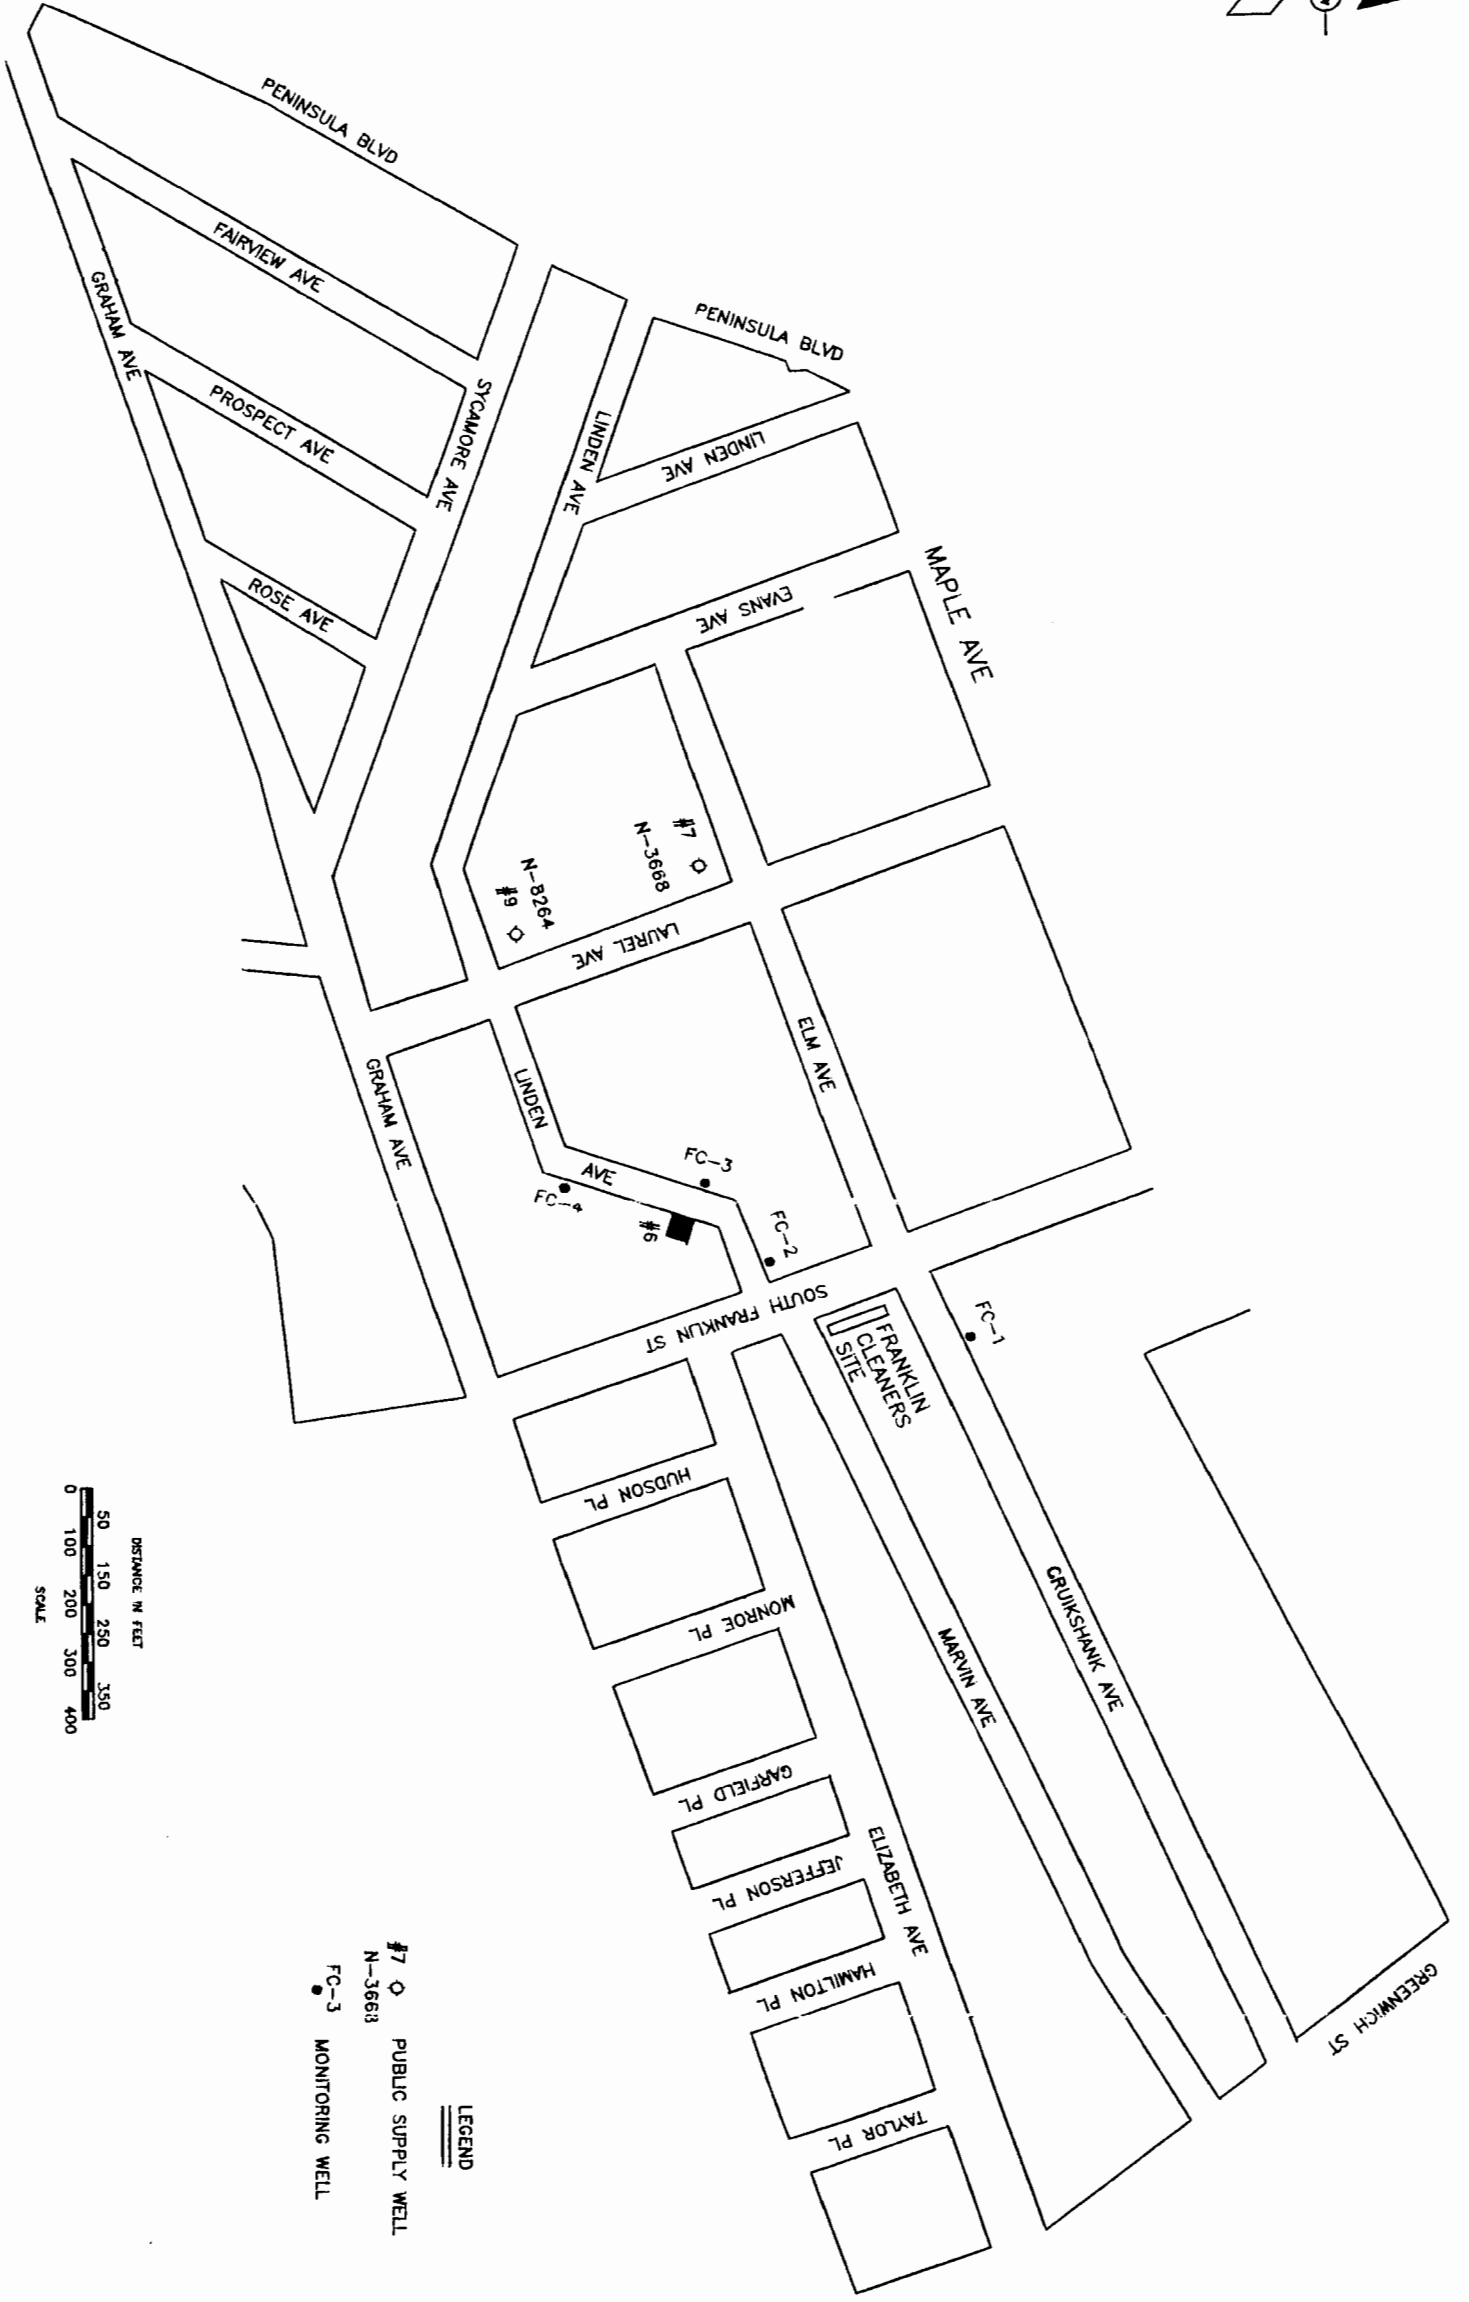 PENINSULA BLVD
FAIRVIEW AVE
GRAHAM AVE
PROSPECT AVE
SYCAMORE AVE
ROSE AVE
PENINSULA BLVD
LINDEN AVE
LINDEN AVE
EVANS AVE
MAPLE AVE
#7
N-3668
N-8264
#9
LAUREL AVE
ELM AVE
GRAHAM AVE
LINDEN
AVE
FC-3
FC-4
#6
FC-2
SOUTH FRANKLIN ST
FC-1
FRANKLIN
CLEANERS
SITE
HUDSON PL
MONROE PL
GARFIELD PL
JEFFERSON PL
HAMILTON PL
TAYLOR PL
ELIZABETH AVE
MARVIN AVE
CRUIKSHANK AVE
GREENWICH ST
DISTANCE IN FEET
50 150 250 350
0 100 200 300 400
SCALE
LEGEND
#7
N-3668
PUBLIC SUPPLY WELL
FC-3
MONITORING WELL